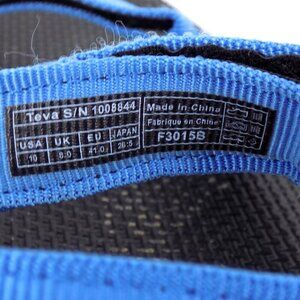 Teva S/N 1008844
USA UK EU JAPAN
10 8.0 41.0 26.5
Made in China
Fabriqué en Chine
F3015B